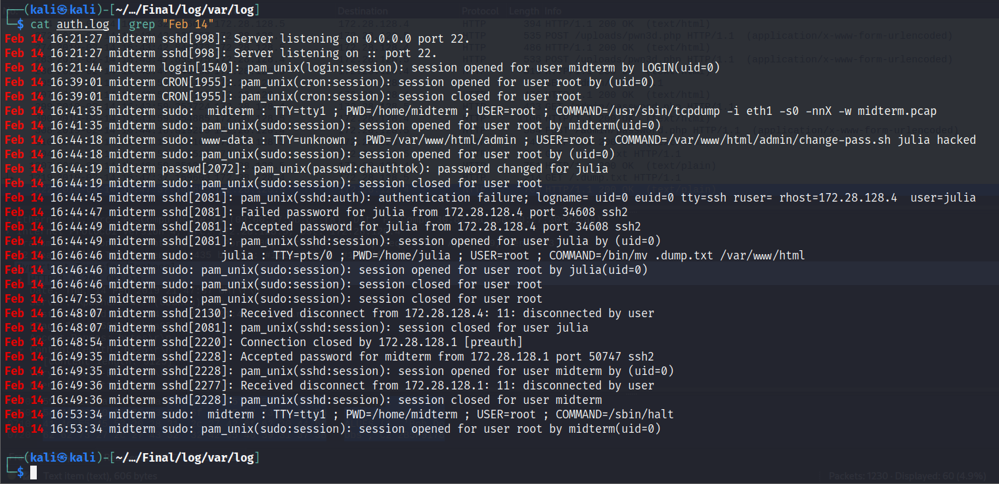 ┌──(kali㉿kali)-[~/…/Final/log/var/log]
└─$ cat auth.log | grep "Feb 14"
Feb 14 16:21:27 midterm sshd[998]: Server listening on 0.0.0.0 port 22.
Feb 14 16:21:27 midterm sshd[998]: Server listening on :: port 22.
Feb 14 16:21:44 midterm login[1540]: pam_unix(login:session): session opened for user midterm by LOGIN(uid=0)
Feb 14 16:39:01 midterm CRON[1955]: pam_unix(cron:session): session opened for user root by (uid=0)
Feb 14 16:39:01 midterm CRON[1955]: pam_unix(cron:session): session closed for user root
Feb 14 16:41:35 midterm sudo:  midterm : TTY=tty1 ; PWD=/home/midterm ; USER=root ; COMMAND=/usr/sbin/tcpdump -i eth1 -s0 -nnX -w midterm.pcap
Feb 14 16:41:35 midterm sudo: pam_unix(sudo:session): session opened for user root by midterm(uid=0)
Feb 14 16:44:18 midterm sudo: www-data : TTY=unknown ; PWD=/var/www/html/admin ; USER=root ; COMMAND=/var/www/html/admin/change-pass.sh julia hacked
Feb 14 16:44:18 midterm sudo: pam_unix(sudo:session): session opened for user root by (uid=0)
Feb 14 16:44:19 midterm passwd[2072]: pam_unix(passwd:chauthtok): password changed for julia
Feb 14 16:44:19 midterm sudo: pam_unix(sudo:session): session closed for user root
Feb 14 16:44:45 midterm sshd[2081]: pam_unix(sshd:auth): authentication failure; logname= uid=0 euid=0 tty=ssh ruser= rhost=172.28.128.4  user=julia
Feb 14 16:44:47 midterm sshd[2081]: Failed password for julia from 172.28.128.4 port 34608 ssh2
Feb 14 16:44:49 midterm sshd[2081]: Accepted password for julia from 172.28.128.4 port 34608 ssh2
Feb 14 16:44:49 midterm sshd[2081]: pam_unix(sshd:session): session opened for user julia by (uid=0)
Feb 14 16:46:46 midterm sudo:    julia : TTY=pts/0 ; PWD=/home/julia ; USER=root ; COMMAND=/bin/mv .dump.txt /var/www/html
Feb 14 16:46:46 midterm sudo: pam_unix(sudo:session): session opened for user root by julia(uid=0)
Feb 14 16:46:46 midterm sudo: pam_unix(sudo:session): session closed for user root
Feb 14 16:47:53 midterm sudo: pam_unix(sudo:session): session closed for user root
Feb 14 16:48:07 midterm sshd[2130]: Received disconnect from 172.28.128.4: 11: disconnected by user
Feb 14 16:48:07 midterm sshd[2081]: pam_unix(sshd:session): session closed for user julia
Feb 14 16:48:54 midterm sshd[2220]: Connection closed by 172.28.128.1 [preauth]
Feb 14 16:49:35 midterm sshd[2228]: Accepted password for midterm from 172.28.128.1 port 50747 ssh2
Feb 14 16:49:35 midterm sshd[2228]: pam_unix(sshd:session): session opened for user midterm by (uid=0)
Feb 14 16:49:36 midterm sshd[2277]: Received disconnect from 172.28.128.1: 11: disconnected by user
Feb 14 16:49:36 midterm sshd[2228]: pam_unix(sshd:session): session closed for user midterm
Feb 14 16:53:34 midterm sudo:  midterm : TTY=tty1 ; PWD=/home/midterm ; USER=root ; COMMAND=/sbin/halt
Feb 14 16:53:34 midterm sudo: pam_unix(sudo:session): session opened for user root by midterm(uid=0)
┌──(kali㉿kali)-[~/…/Final/log/var/log]
└─$
Text item (text), 606 bytes
Packets: 1230 · Displayed: 60 (4.9%)